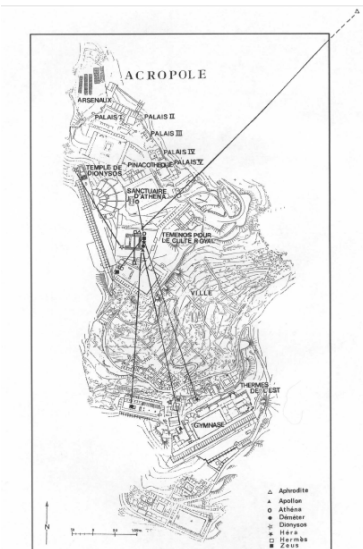 ACROPOLE
ARSENAUX
PALAIS I
PALAIS II
PALAIS III
PALAIS IV
PALAIS V
PINACOTHEQUE
TEMPLE DE
DIONYSOS
SANCTUAIRE
D'ATHENA
TEMENOS POUR
LE CULTE ROYAL
VILLE
THERMES
DE L'EST
GYMNASE
N
Aphrodite
Apollon
Athéna
Déméter
Dionysos
Héra
Hermès
Zeus